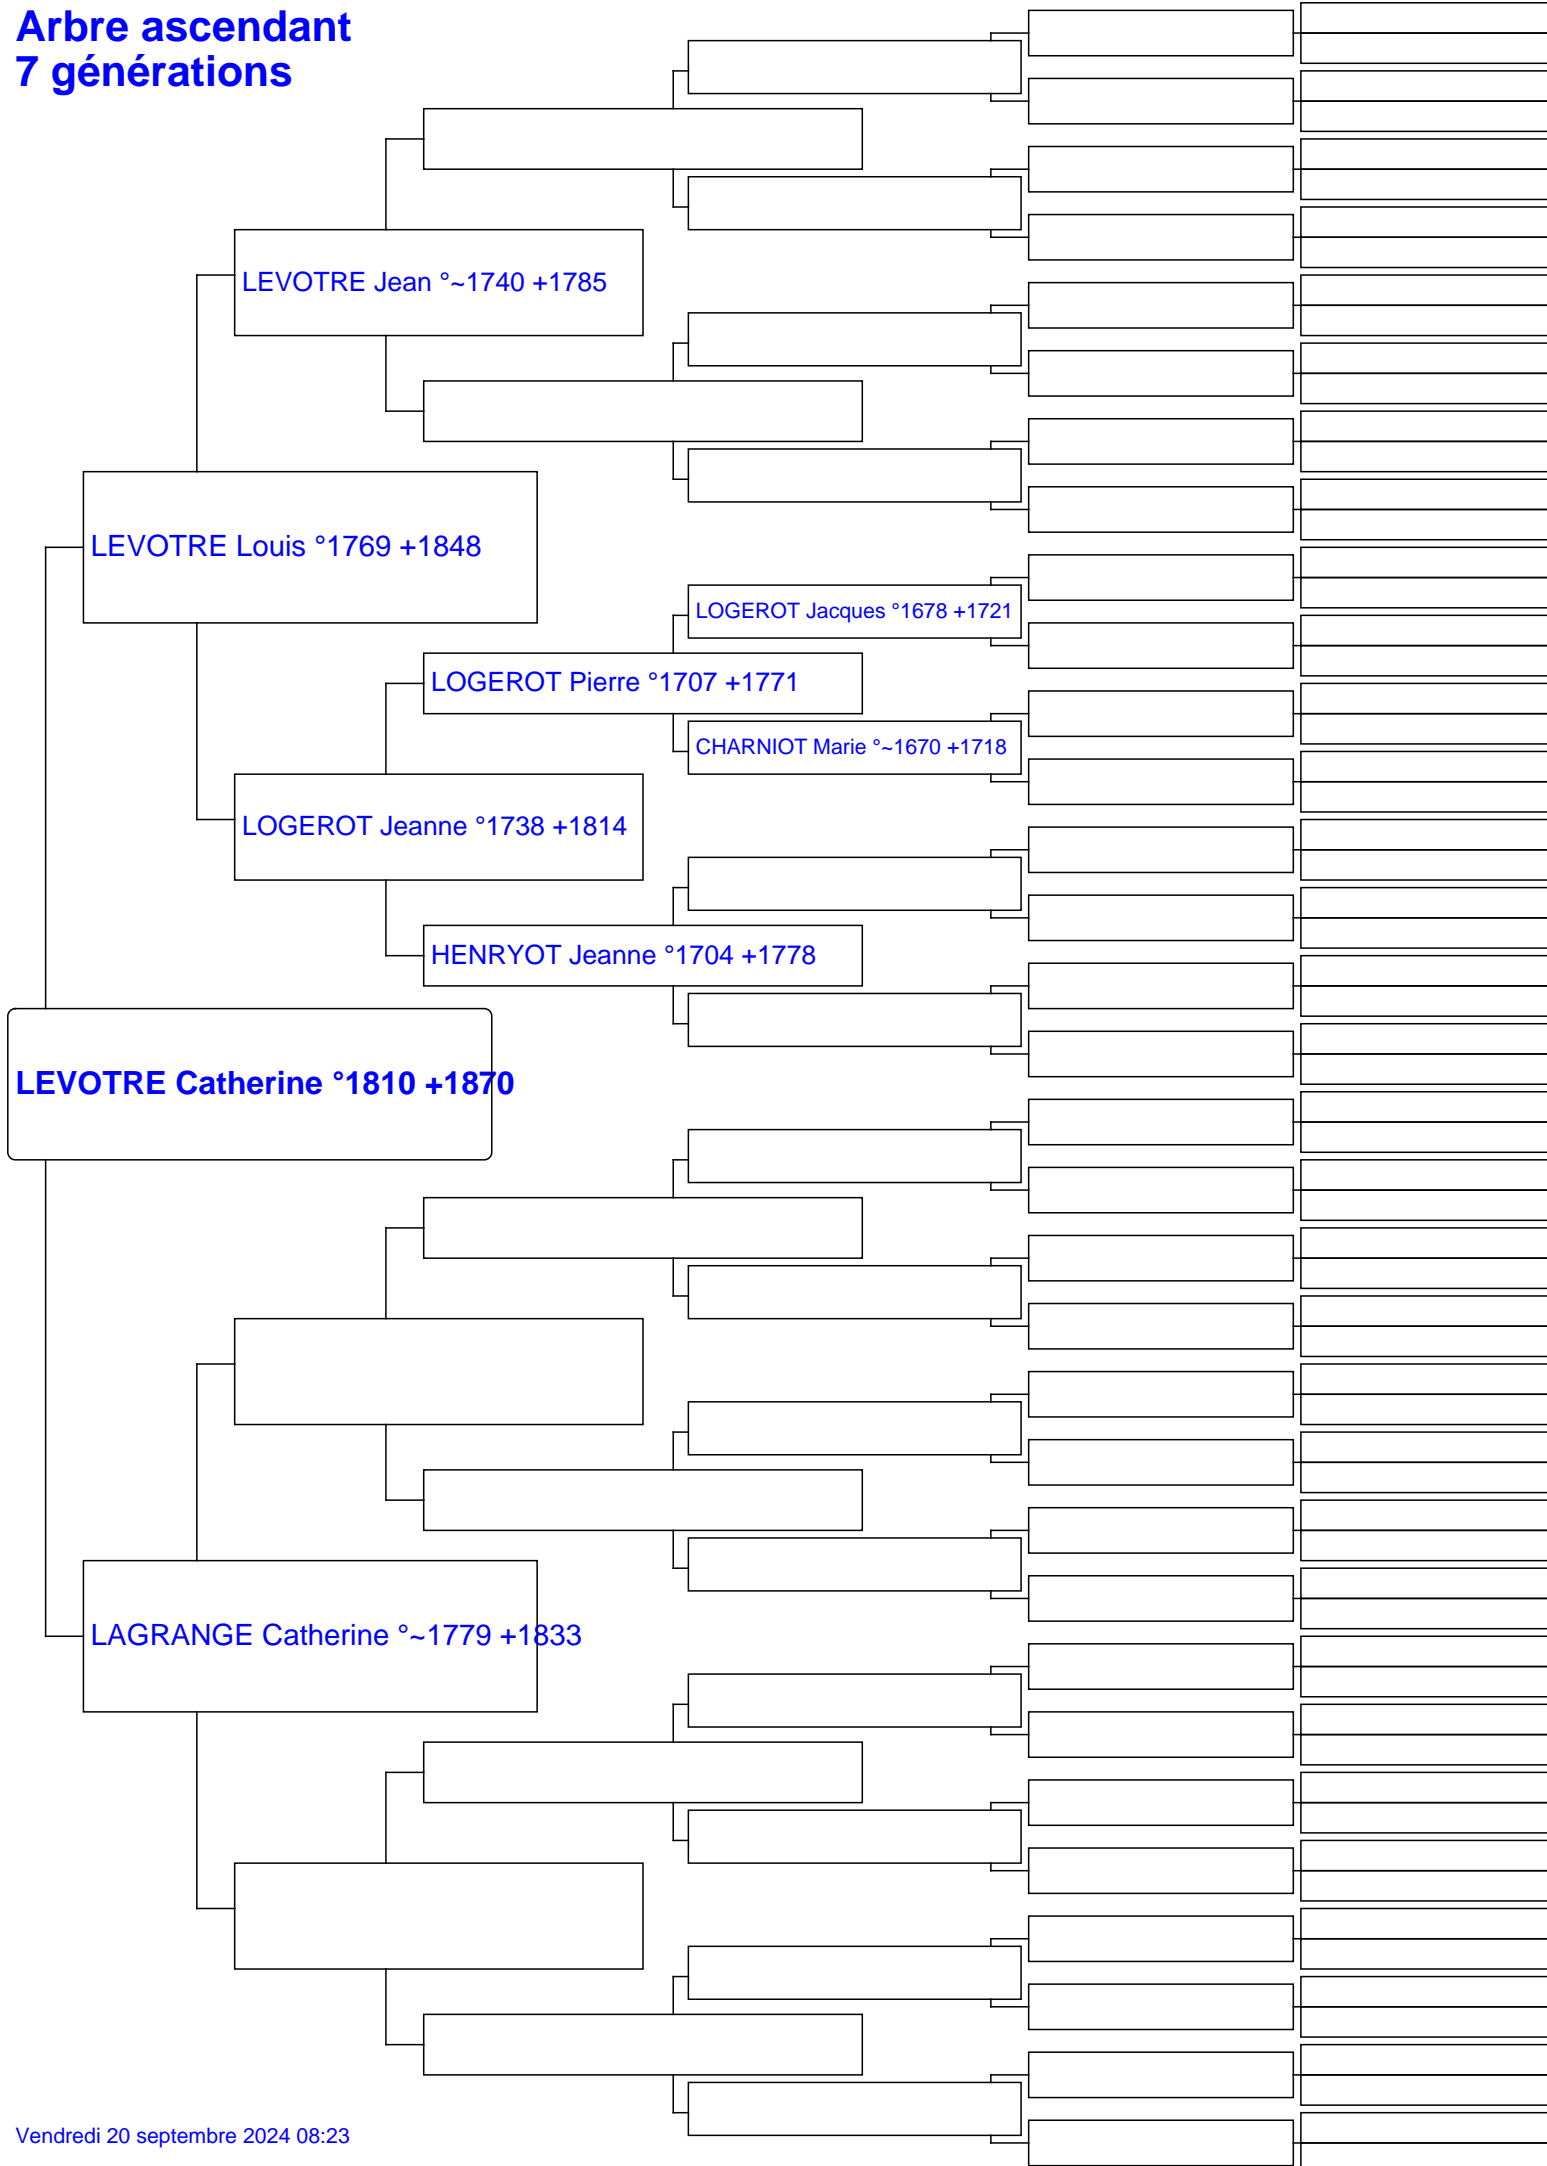 Arbre ascendant
7 générations
LEVOTRE Jean °~1740 +1785
LEVOTRE Louis °1769 +1848
LOGEROT Jacques °1678 +1721
LOGEROT Pierre °1707 +1771
CHARNIOT Marie °~1670 +1718
LOGEROT Jeanne °1738 +1814
HENRYOT Jeanne °1704 +1778
LEVOTRE Catherine °1810 +1870
LAGRANGE Catherine °~1779 +1833
Vendredi 20 septembre 2024 08:23